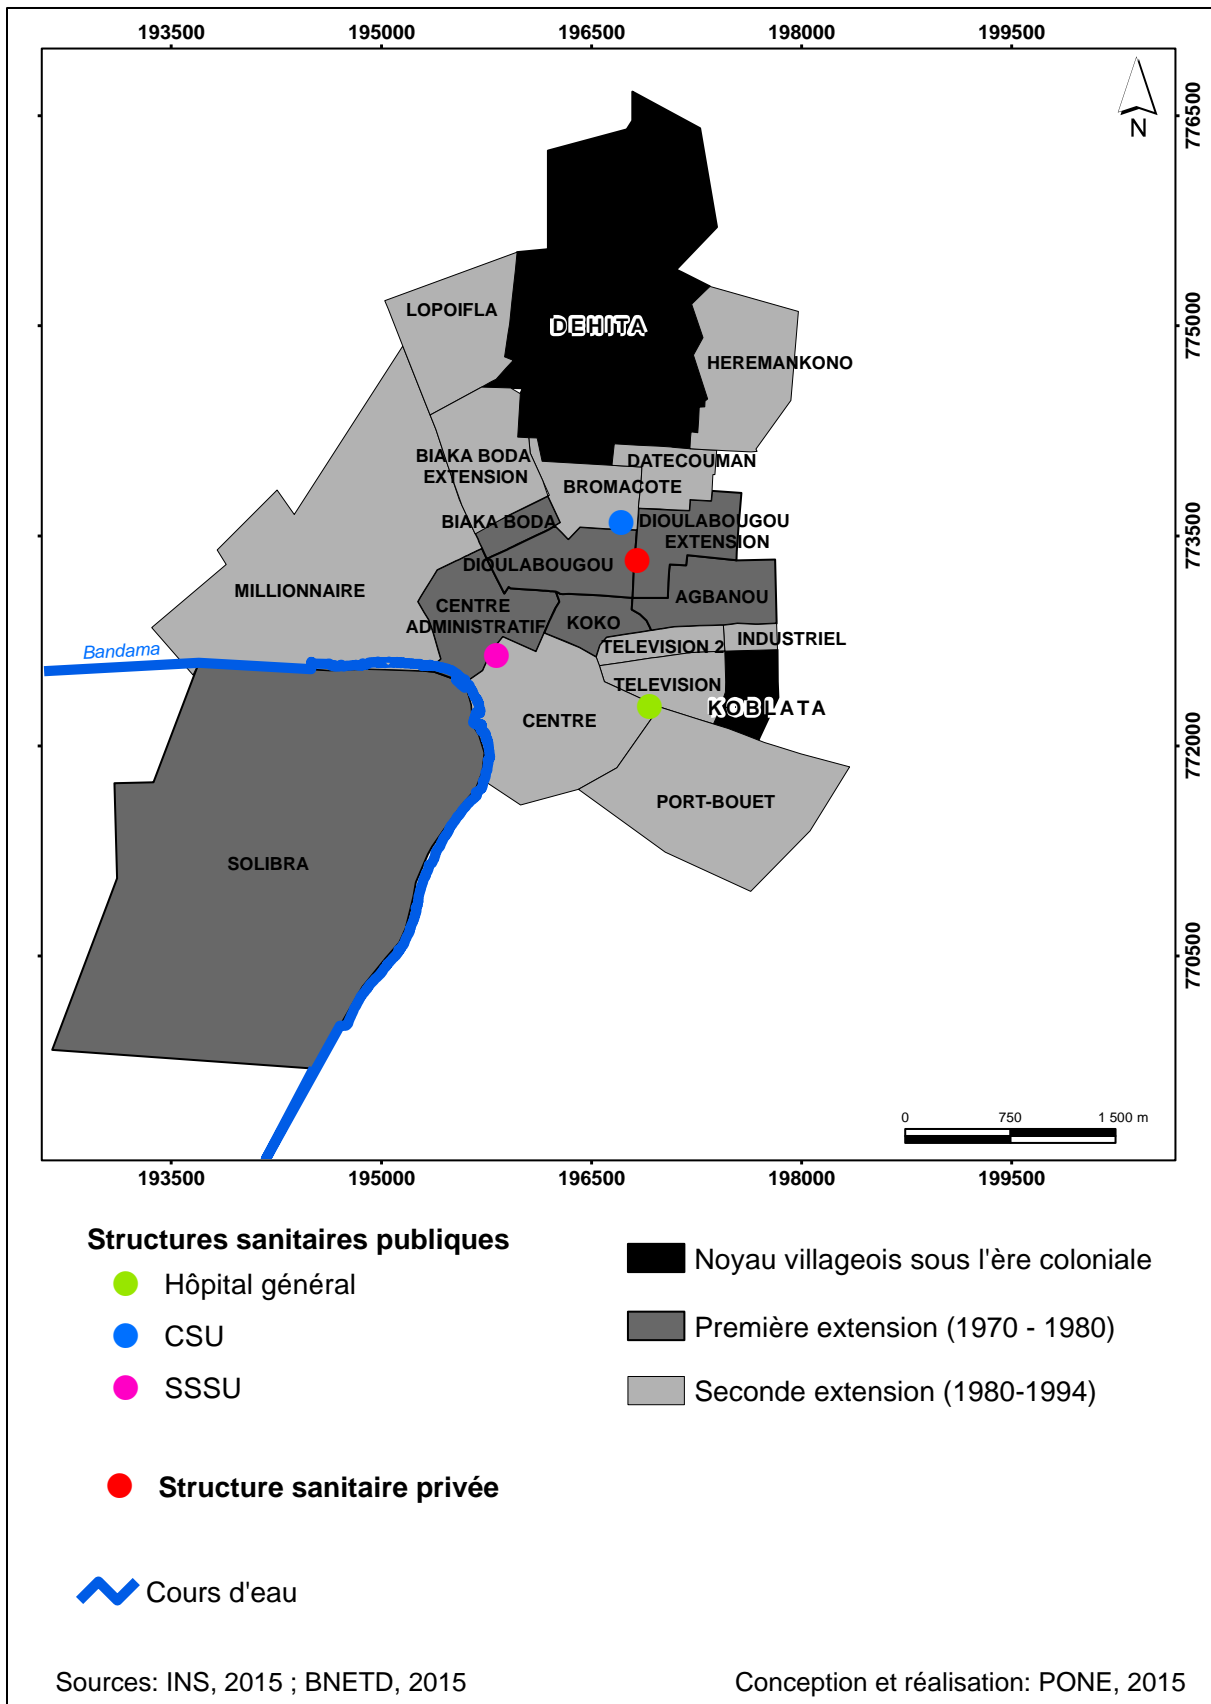 193500 195000 196500 198000 199500
776500
N
775000
LOPOIFLA
DEHITA
HEREMANKONO
BIAKA BODA
EXTENSION
DATECOUMAN
BROMACOTE
773500
BIAKA BODA
DIOULABOUGOU
EXTENSION
DIOULABOUGOU
MILLIONNAIRE
AGBANOU
CENTRE
ADMINISTRATIF
KOKO
Bandama
TELEVISION 2
INDUSTRIEL
TELEVISION
KOBLATA
CENTRE
772000
PORT-BOUET
SOLIBRA
770500
0 750 1 500 m
193500 195000 196500 198000 199500
Structures sanitaires publiques
Hôpital général
CSU
SSSU
Structure sanitaire privée
Cours d'eau
Noyau villageois sous l'ère coloniale
Première extension (1970 - 1980)
Seconde extension (1980-1994)
Sources: INS, 2015 ; BNETD, 2015
Conception et réalisation: PONE, 2015